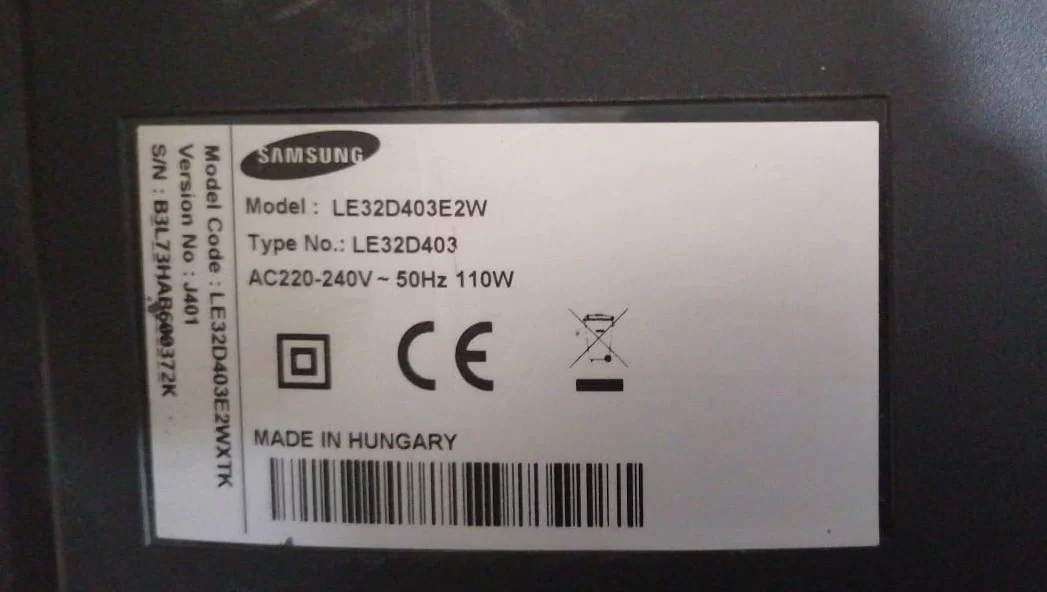 SAMSUNG
Model : LE32D403E2W
Type No.: LE32D403
AC220-240V ~ 50Hz 110W
CE
MADE IN HUNGARY
Model Code : LE32D403E2WXTK
Version No : J401
S/N : B3L73HAB600372K